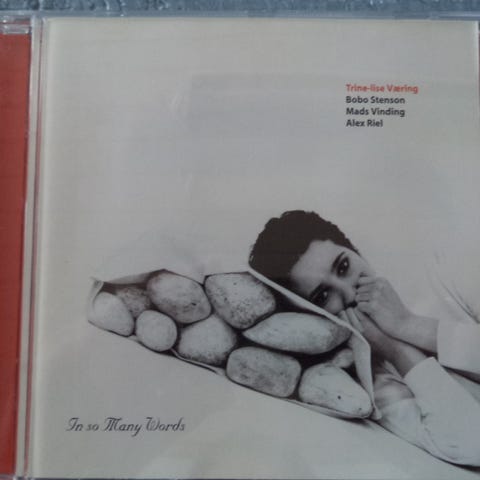 Trine-lise Væring
Bobo Stenson
Mads Vinding
Alex Riel
In so Many Words